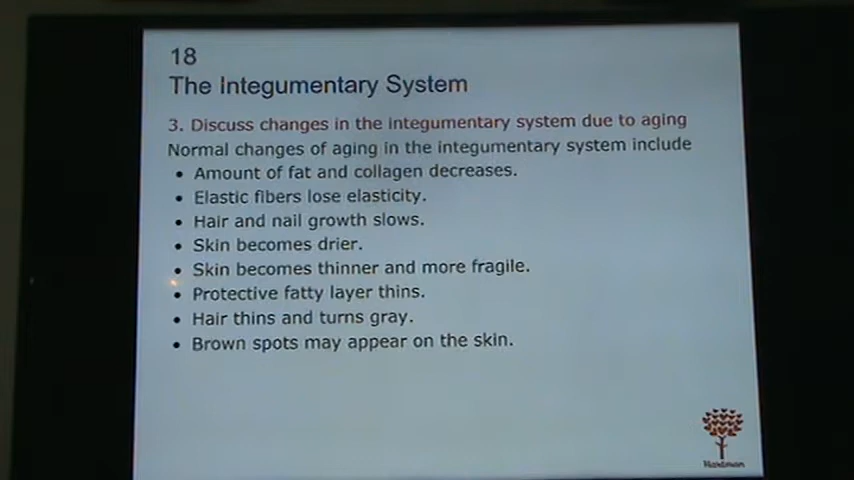 18
The Integumentary System
3. Discuss changes in the integumentary system due to aging
Normal changes of aging in the integumentary system include
• Amount of fat and collagen decreases.
• Elastic fibers lose elasticity.
• Hair and nail growth slows.
• Skin becomes drier.
• Skin becomes thinner and more fragile.
• Protective fatty layer thins.
• Hair thins and turns gray.
• Brown spots may appear on the skin.
Hartman